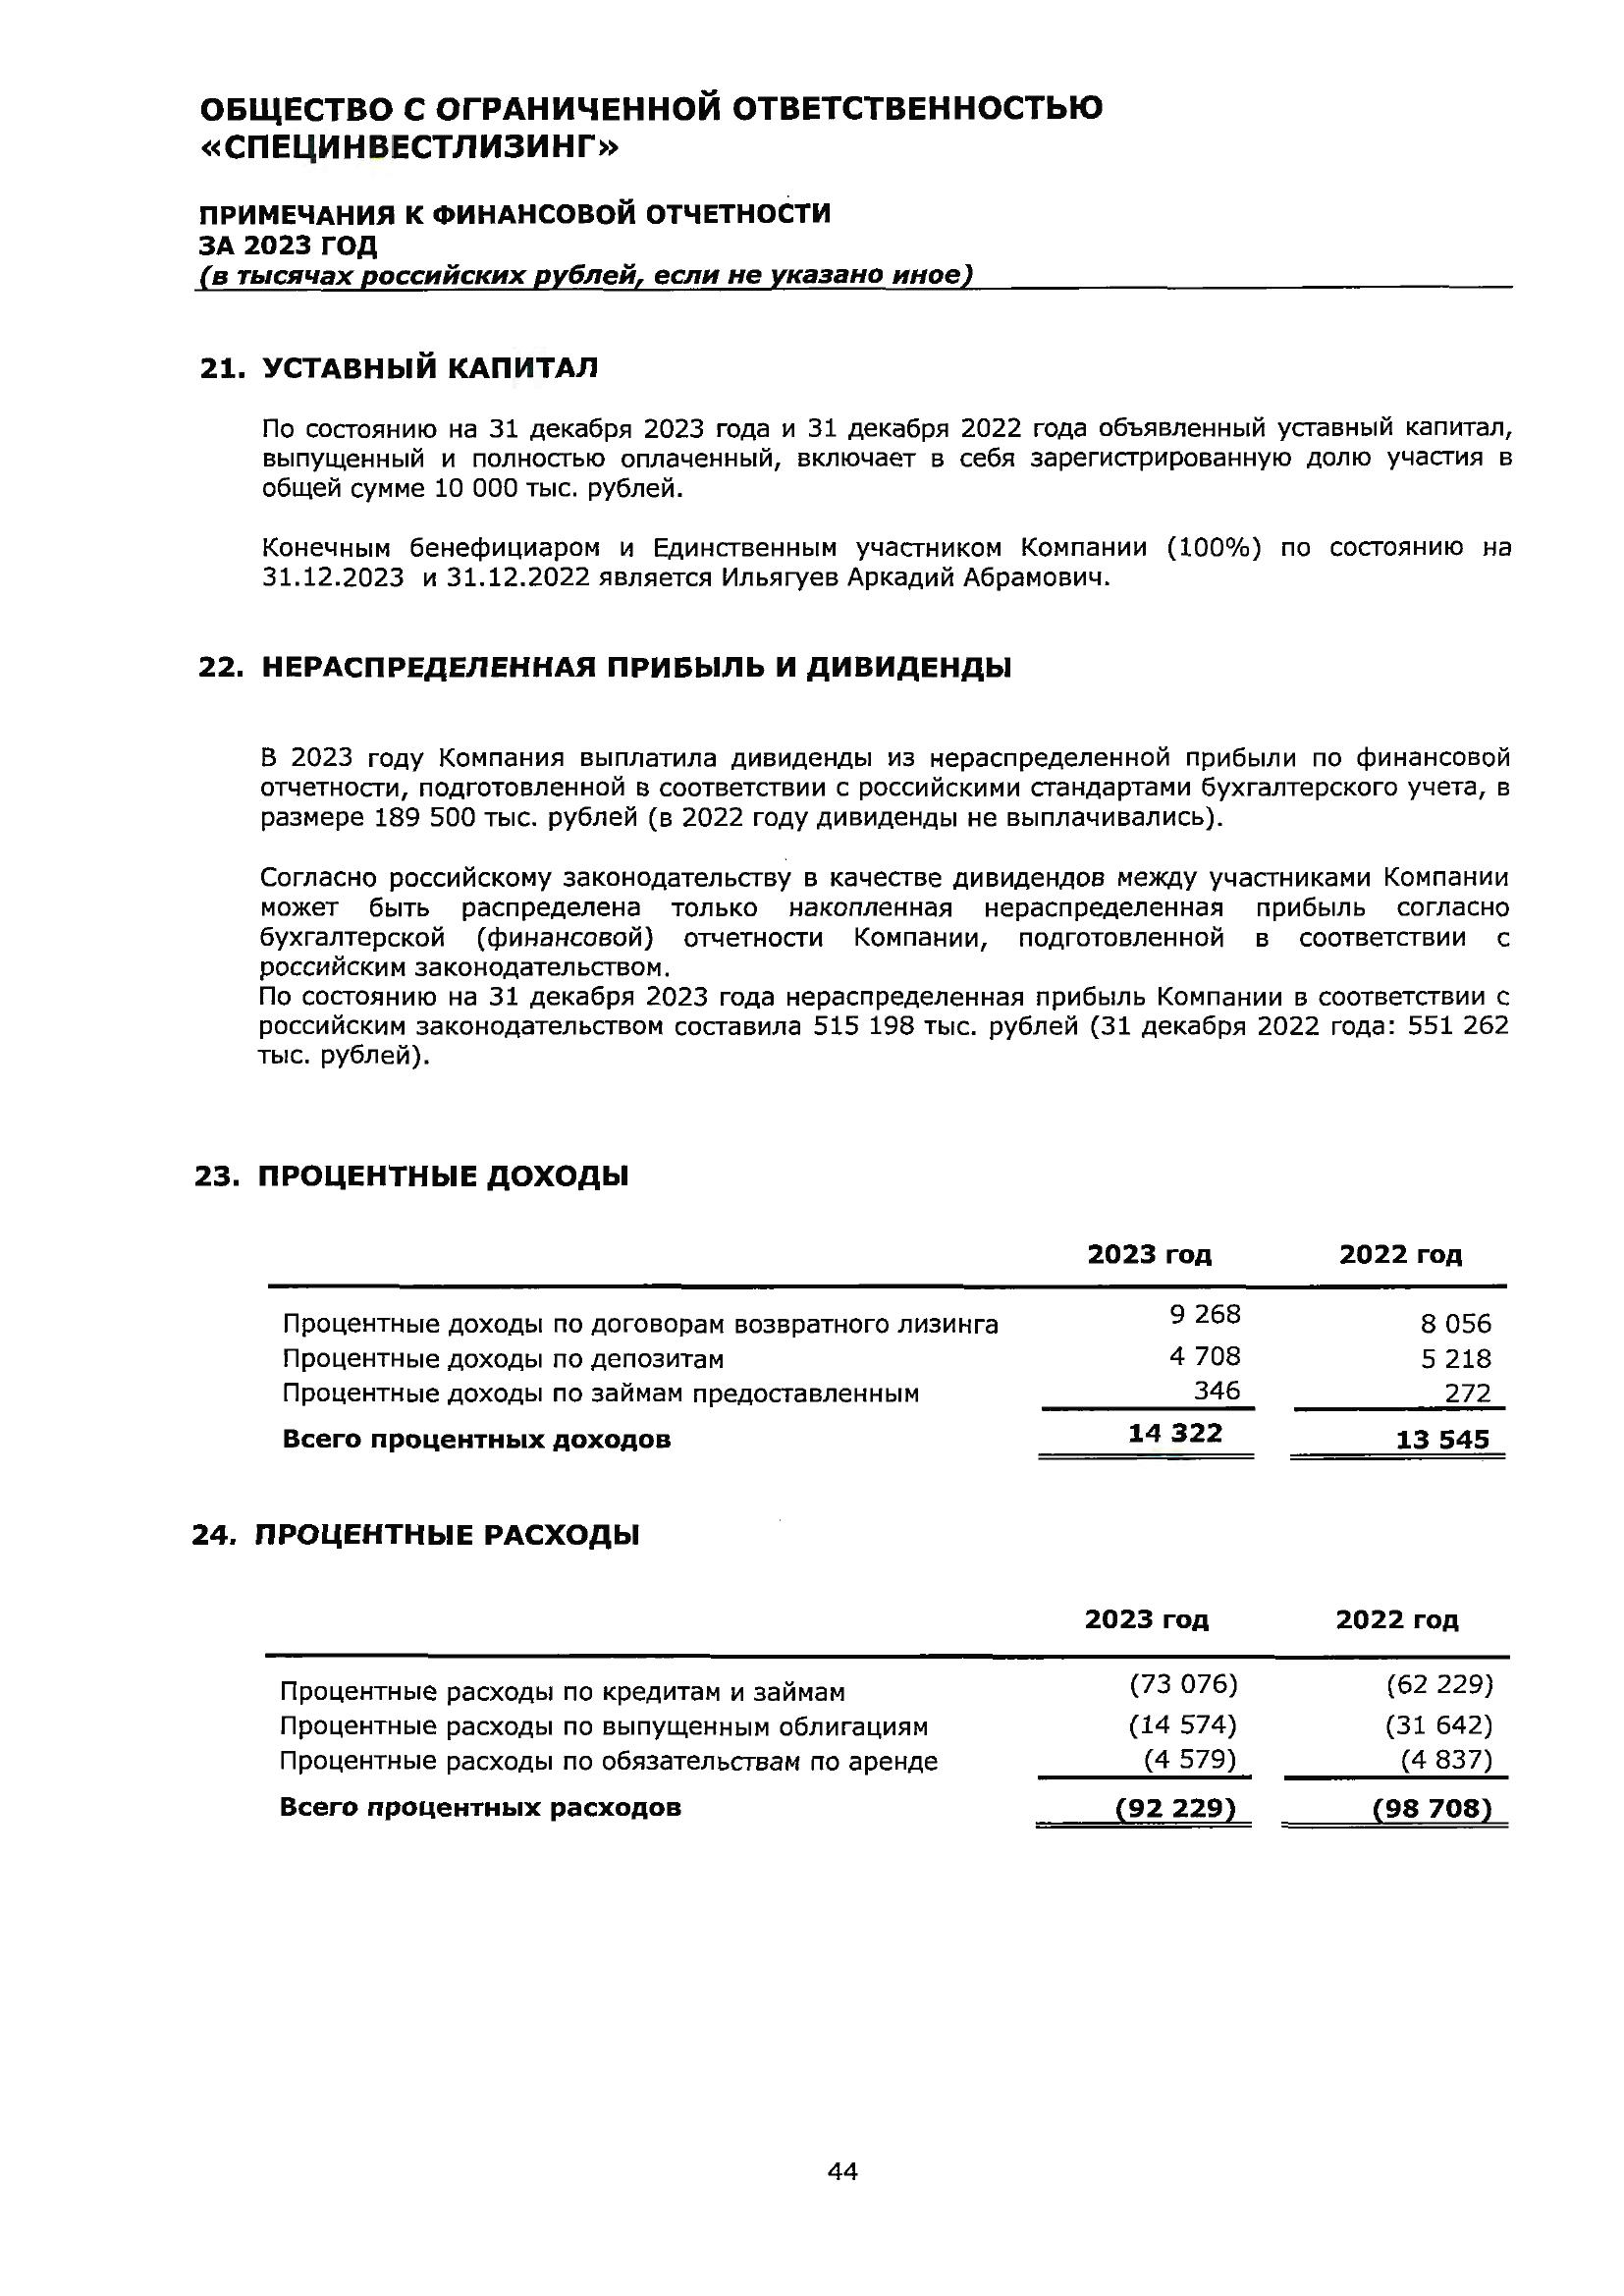 ОБЩЕСТВО С ОГРАНИЧЕННОЙ ОТВЕТСТВЕННОСТЬЮ
«СПЕЦИНВЕСТЛИЗИНГ»
ПРИМЕЧАНИЯ К ФИНАНСОВОЙ ОТЧЕТНОСТИ
ЗА 2023 ГОД
(в тысячах российских рублей, если не указано иное)
21. УСТАВНЫЙ КАПИТАЛ
По состоянию на 31 декабря 2023 года и 31 декабря 2022 года объявленный уставный капитал,
выпущенный и полностью оплаченный, включает в себя зарегистрированную долю участия в
общей сумме 10 000 тыс. рублей.
Конечным бенефициаром и Единственным участником Компании (100%) по состоянию на
31.12.2023 и 31.12.2022 является Ильягуев Аркадий Абрамович.
22. НЕРАСПРЕДЕЛЕННАЯ ПРИБЫЛЬ И ДИВИДЕНДЫ
В 2023 году Компания выплатила дивиденды из нераспределенной прибыли по финансовой
отчетности, подготовленной в соответствии с российскими стандартами бухгалтерского учета, в
размере 189 500 тыс. рублей (в 2022 году дивиденды не выплачивались).
Согласно российскому законодательству в качестве дивидендов между участниками Компании
может быть распределена только накопленная нераспределенная прибыль согласно
бухгалтерской (финансовой) отчетности Компании, подготовленной в соответствии с
российским законодательством.
По состоянию на 31 декабря 2023 года нераспределенная прибыль Компании в соответствии с
российским законодательством составила 515 198 тыс. рублей (31 декабря 2022 года: 551 262
тыс. рублей).
23. ПРОЦЕНТНЫЕ ДОХОДЫ
2023 год 2022 год
Процентные доходы по договорам возвратного лизинга 9 268 8 056
Процентные доходы по депозитам 4 708 5 218
Процентные доходы по займам предоставленным 346 272
Всего процентных доходов 14 322 13 545
24. ПРОЦЕНТНЫЕ РАСХОДЫ
2023 год 2022 год
Процентные расходы по кредитам и займам (73 076) (62 229)
Процентные расходы по выпущенным облигациям (14 574) (31 642)
Процентные расходы по обязательствам по аренде (4 579) (4 837)
Всего процентных расходов (92 229) (98 708)
44